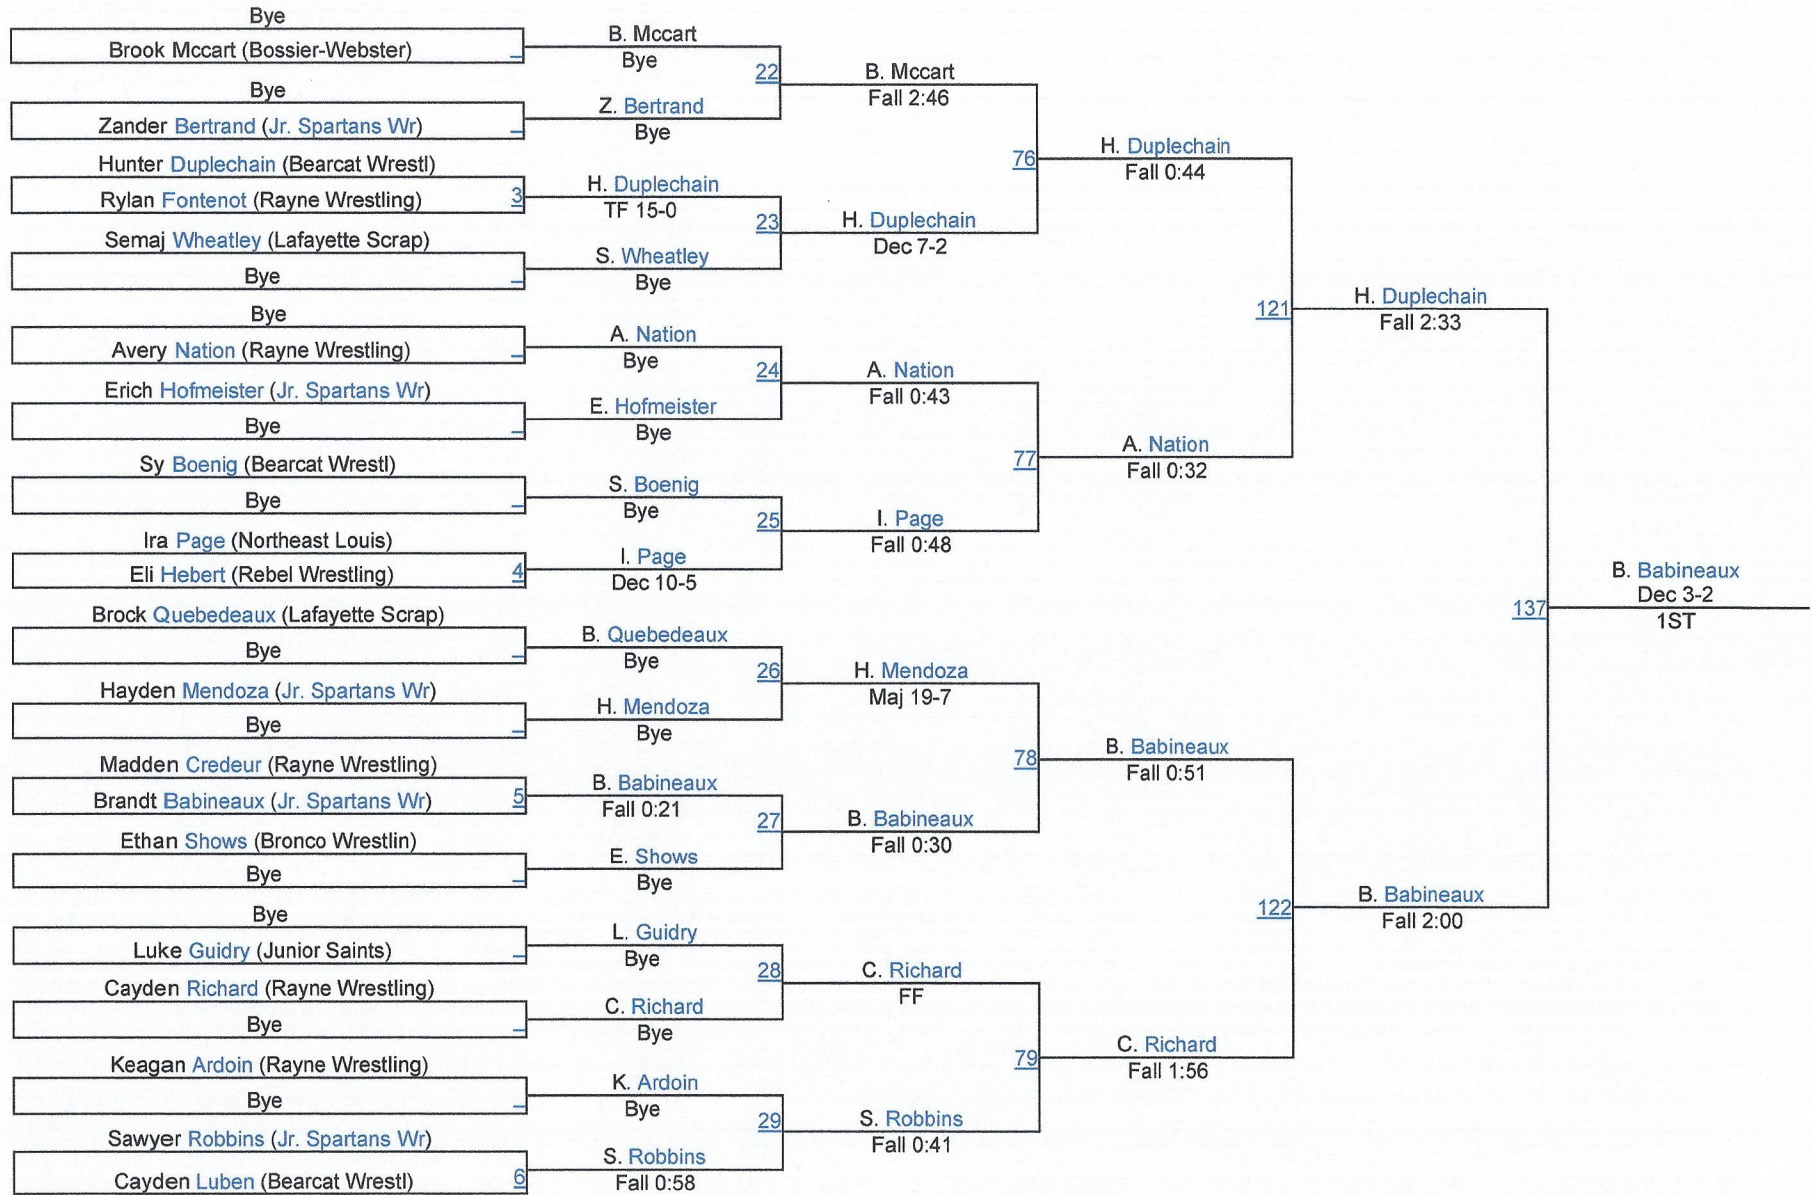 Bye
Brook Mccart (Bossier-Webster)
Bye
Zander Bertrand (Jr. Spartans Wr)
Hunter Duplechain (Bearcat Wrestl)
Rylan Fontenot (Rayne Wrestling) 3
Semaj Wheatley (Lafayette Scrap)
Bye
Bye
Avery Nation (Rayne Wrestling)
Erich Hofmeister (Jr. Spartans Wr)
Bye
Sy Boenig (Bearcat Wrestl)
Bye
Ira Page (Northeast Louis)
Eli Hebert (Rebel Wrestling) 4
Brock Quebedeaux (Lafayette Scrap)
Bye
Hayden Mendoza (Jr. Spartans Wr)
Bye
Madden Credeur (Rayne Wrestling)
Brandt Babineaux (Jr. Spartans Wr) 5
Ethan Shows (Bronco Wrestlin)
Bye
Bye
Luke Guidry (Junior Saints)
Cayden Richard (Rayne Wrestling)
Bye
Keagan Ardoin (Rayne Wrestling)
Bye
Sawyer Robbins (Jr. Spartans Wr)
Cayden Luben (Bearcat Wrestl) 6
B. Mccart
Bye
22
Z. Bertrand
Bye
H. Duplechain
TF 15-0
23
S. Wheatley
Bye
A. Nation
Bye
24
E. Hofmeister
Bye
S. Boenig
Bye
25
I. Page
Dec 10-5
B. Quebedeaux
Bye
26
H. Mendoza
Bye
B. Babineaux
Fall 0:21
27
E. Shows
Bye
L. Guidry
Bye
28
C. Richard
Bye
K. Ardoin
Bye
29
S. Robbins
Fall 0:58
B. Mccart
Fall 2:46
76
H. Duplechain
Dec 7-2
A. Nation
Fall 0:43
77
I. Page
Fall 0:48
H. Mendoza
Maj 19-7
78
B. Babineaux
Fall 0:30
C. Richard
FF
79
S. Robbins
Fall 0:41
H. Duplechain
Fall 0:44
121
A. Nation
Fall 0:32
B. Babineaux
Fall 0:51
122
C. Richard
Fall 1:56
H. Duplechain
Fall 2:33
137
B. Babineaux
Fall 2:00
B. Babineaux
Dec 3-2
1ST